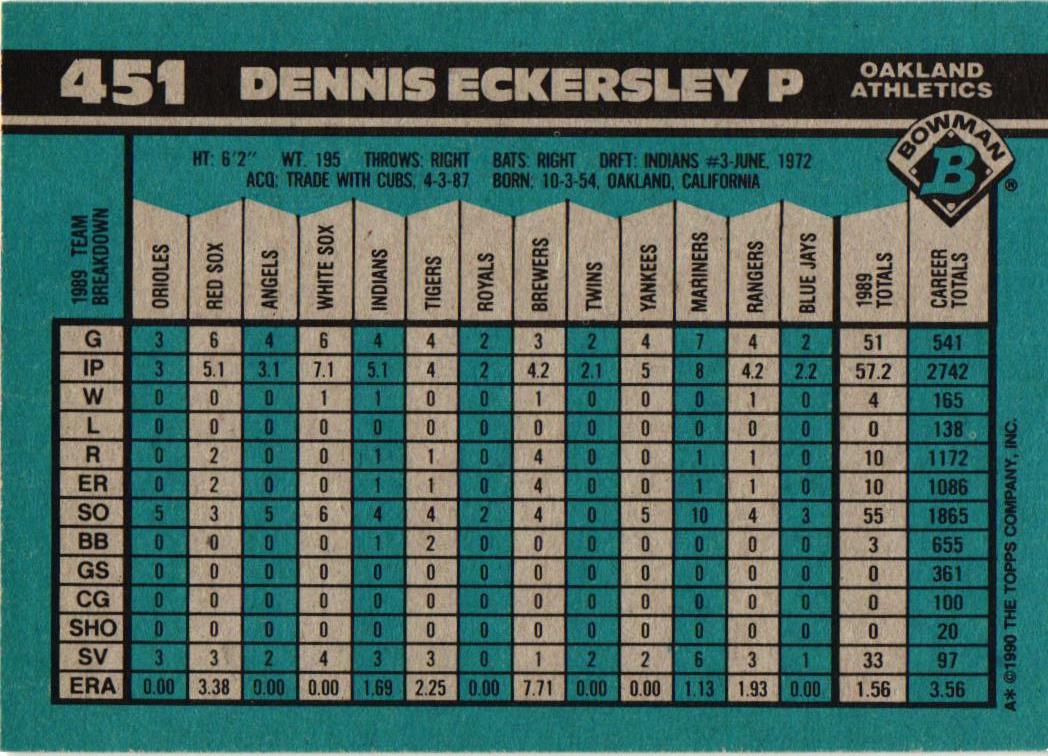 451 DENNIS ECKERSLEY P OAKLAND ATHLETICS
BOWMAN
B
®
HT: 6'2" WT. 195 THROWS: RIGHT BATS: RIGHT DRFT: INDIANS #3-JUNE, 1972
ACQ: TRADE WITH CUBS, 4-3-87 BORN: 10-3-54, OAKLAND, CALIFORNIA
1989 TEAM BREAKDOWN ORIOLES RED SOX ANGELS WHITE SOX INDIANS TIGERS ROYALS BREWERS TWINS YANKEES MARINERS RANGERS BLUE JAYS 1989 TOTALS CAREER TOTALS
G 3 6 4 6 4 4 2 3 2 4 7 4 2 51 541
IP 3 5.1 3.1 7.1 5.1 4 2 4.2 2.1 5 8 4.2 2.2 57.2 2742
W 0 0 0 1 1 0 0 1 0 0 0 1 0 4 165
L 0 0 0 0 0 0 0 0 0 0 0 0 0 0 138
R 0 2 0 0 1 1 0 4 0 0 1 1 0 10 1172
ER 0 2 0 0 1 1 0 4 0 0 1 1 0 10 1086
SO 5 3 5 6 4 4 2 4 0 5 10 4 3 55 1865
BB 0 0 0 0 1 2 0 0 0 0 0 0 0 3 655
GS 0 0 0 0 0 0 0 0 0 0 0 0 0 0 361
CG 0 0 0 0 0 0 0 0 0 0 0 0 0 0 100
SHO 0 0 0 0 0 0 0 0 0 0 0 0 0 0 20
SV 3 3 2 4 3 3 0 1 2 2 6 3 1 33 97
ERA 0.00 3.38 0.00 0.00 1.69 2.25 0.00 7.71 0.00 0.00 1.13 1.93 0.00 1.56 3.56
A* ©1990 THE TOPPS COMPANY, INC.